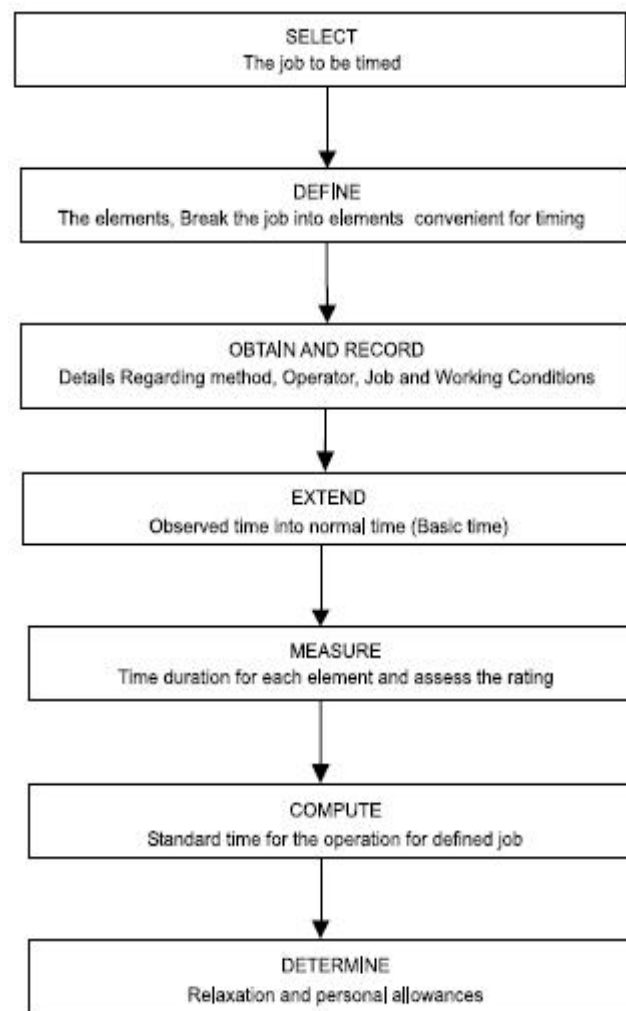 SELECT
The job to be timed
DEFINE
The elements, Break the job into elements convenient for timing
OBTAIN AND RECORD
Details Regarding method, Operator, Job and Working Conditions
EXTEND
Observed time into normal time (Basic time)
MEASURE
Time duration for each element and assess the rating
COMPUTE
Standard time for the operation for defined job
DETERMINE
Relaxation and personal allowances